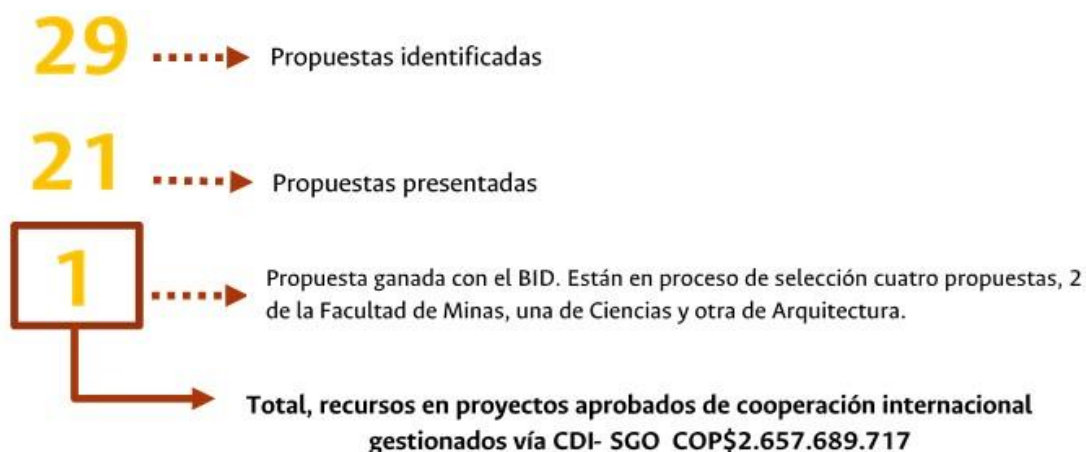 29 Propuestas identificadas
21 Propuestas presentadas
1 Propuesta ganada con el BID. Están en proceso de selección cuatro propuestas, 2
de la Facultad de Minas, una de Ciencias y otra de Arquitectura.
Total, recursos en proyectos aprobados de cooperación internacional
gestionados vía CDI- SGO COP$2.657.689.717